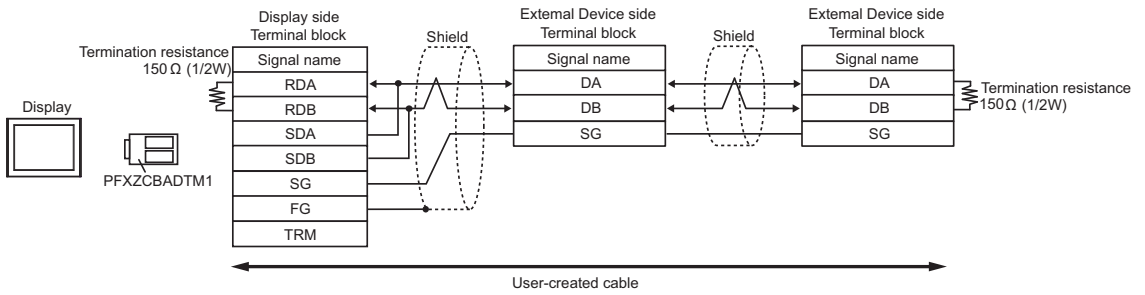 Display side
Terminal block
External Device side
Terminal block
External Device side
Terminal block
Shield
Shield
Termination resistance
150 Ω (1/2W)
Signal name
RDA
RDB
SDA
SDB
SG
FG
TRM
Signal name
DA
DB
SG
Signal name
DA
DB
SG
Termination resistance
150Ω (1/2W)
Display
PFXZCBADTM1
User-created cable